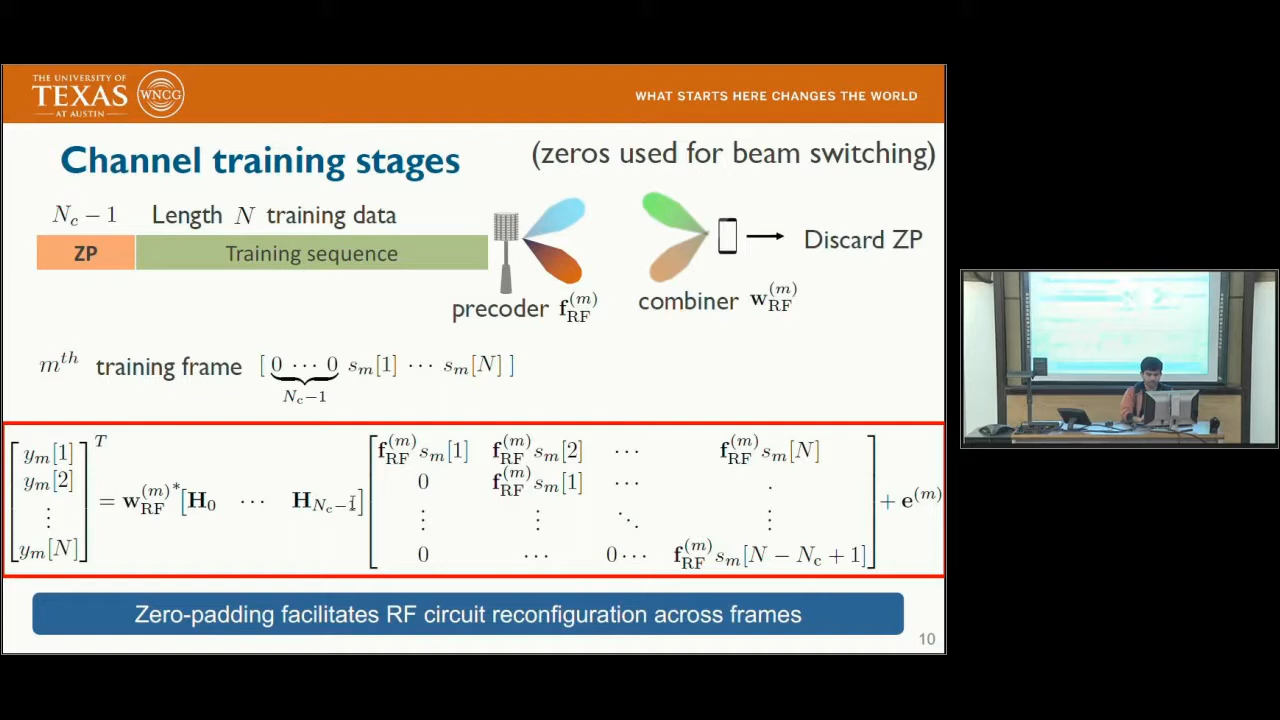 THE UNIVERSITY OF
TEXAS
AT AUSTIN
WNCG
WHAT STARTS HERE CHANGES THE WORLD
Channel training stages
(zeros used for beam switching)
N_c − 1 Length N training data
ZP Training sequence
Discard ZP
precoder f_RF^(m)
combiner w_RF^(m)
m^th training frame [ 0 ⋯ 0 s_m[1] ⋯ s_m[N] ]
N_c−1
[y_m[1] y_m[2] ⋮ y_m[N]]^T = w_RF^(m)* [H_0 ⋯ H_{N_c−1}] [f_RF^(m) s_m[1] f_RF^(m) s_m[2] ⋯ f_RF^(m) s_m[N]
0 f_RF^(m) s_m[1] ⋯ .
⋮ ⋮ ⋱ ⋮
0 ⋯ 0 ⋯ f_RF^(m) s_m[N − N_c + 1]] + e^(m)
Zero-padding facilitates RF circuit reconfiguration across frames
10